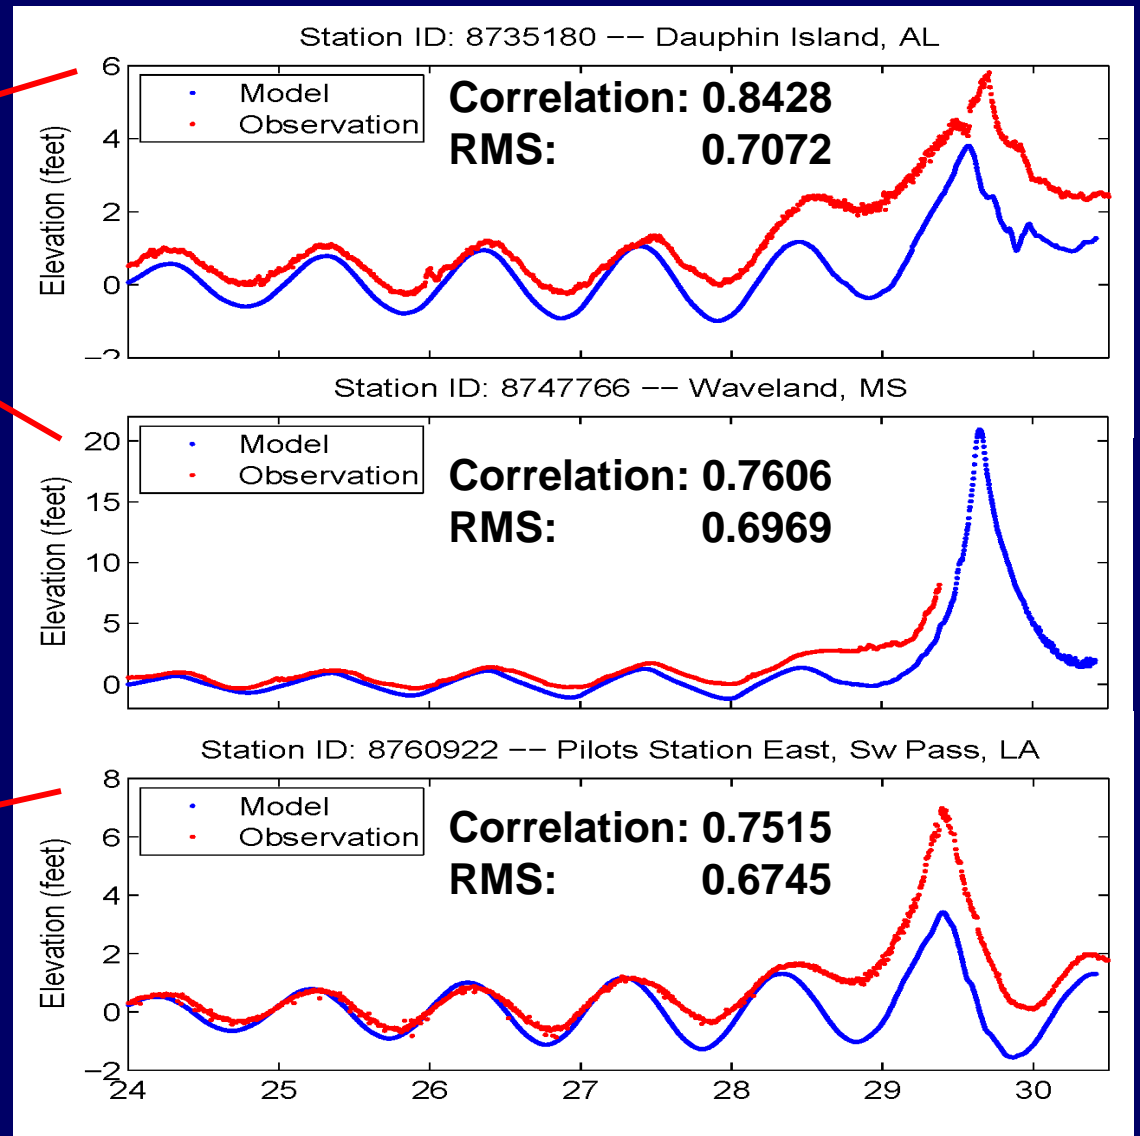 Station ID: 8735180 −− Dauphin Island, AL
6
4
2
0
−2
Elevation (feet)
Model
Observation
Correlation: 0.8428
RMS: 0.7072
Station ID: 8747766 −− Waveland, MS
20
15
10
5
0
Elevation (feet)
Model
Observation
Correlation: 0.7606
RMS: 0.6969
Station ID: 8760922 −− Pilots Station East, Sw Pass, LA
8
6
4
2
0
−2
Elevation (feet)
Model
Observation
Correlation: 0.7515
RMS: 0.6745
24 25 26 27 28 29 30